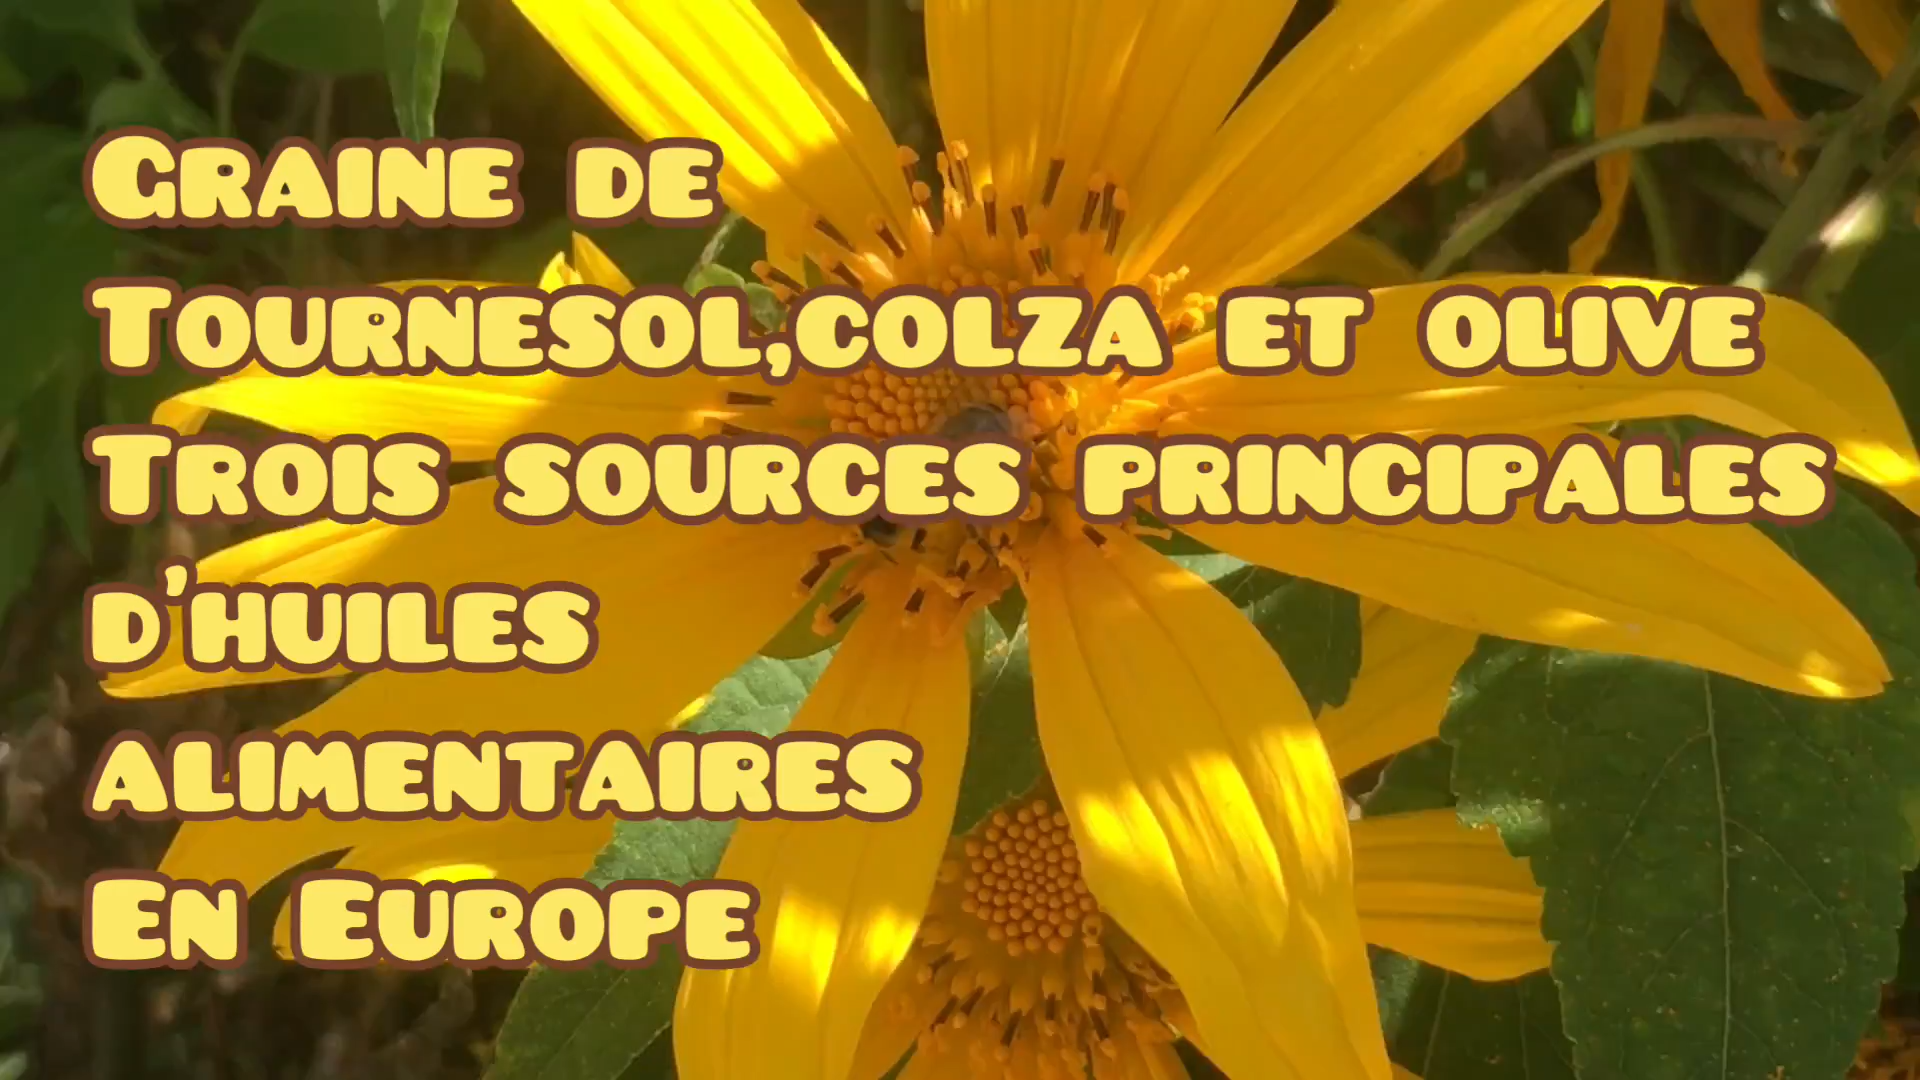 Graine de
Tournesol,colza et olive
Trois sources principales
d'huiles
alimentaires
En Europe